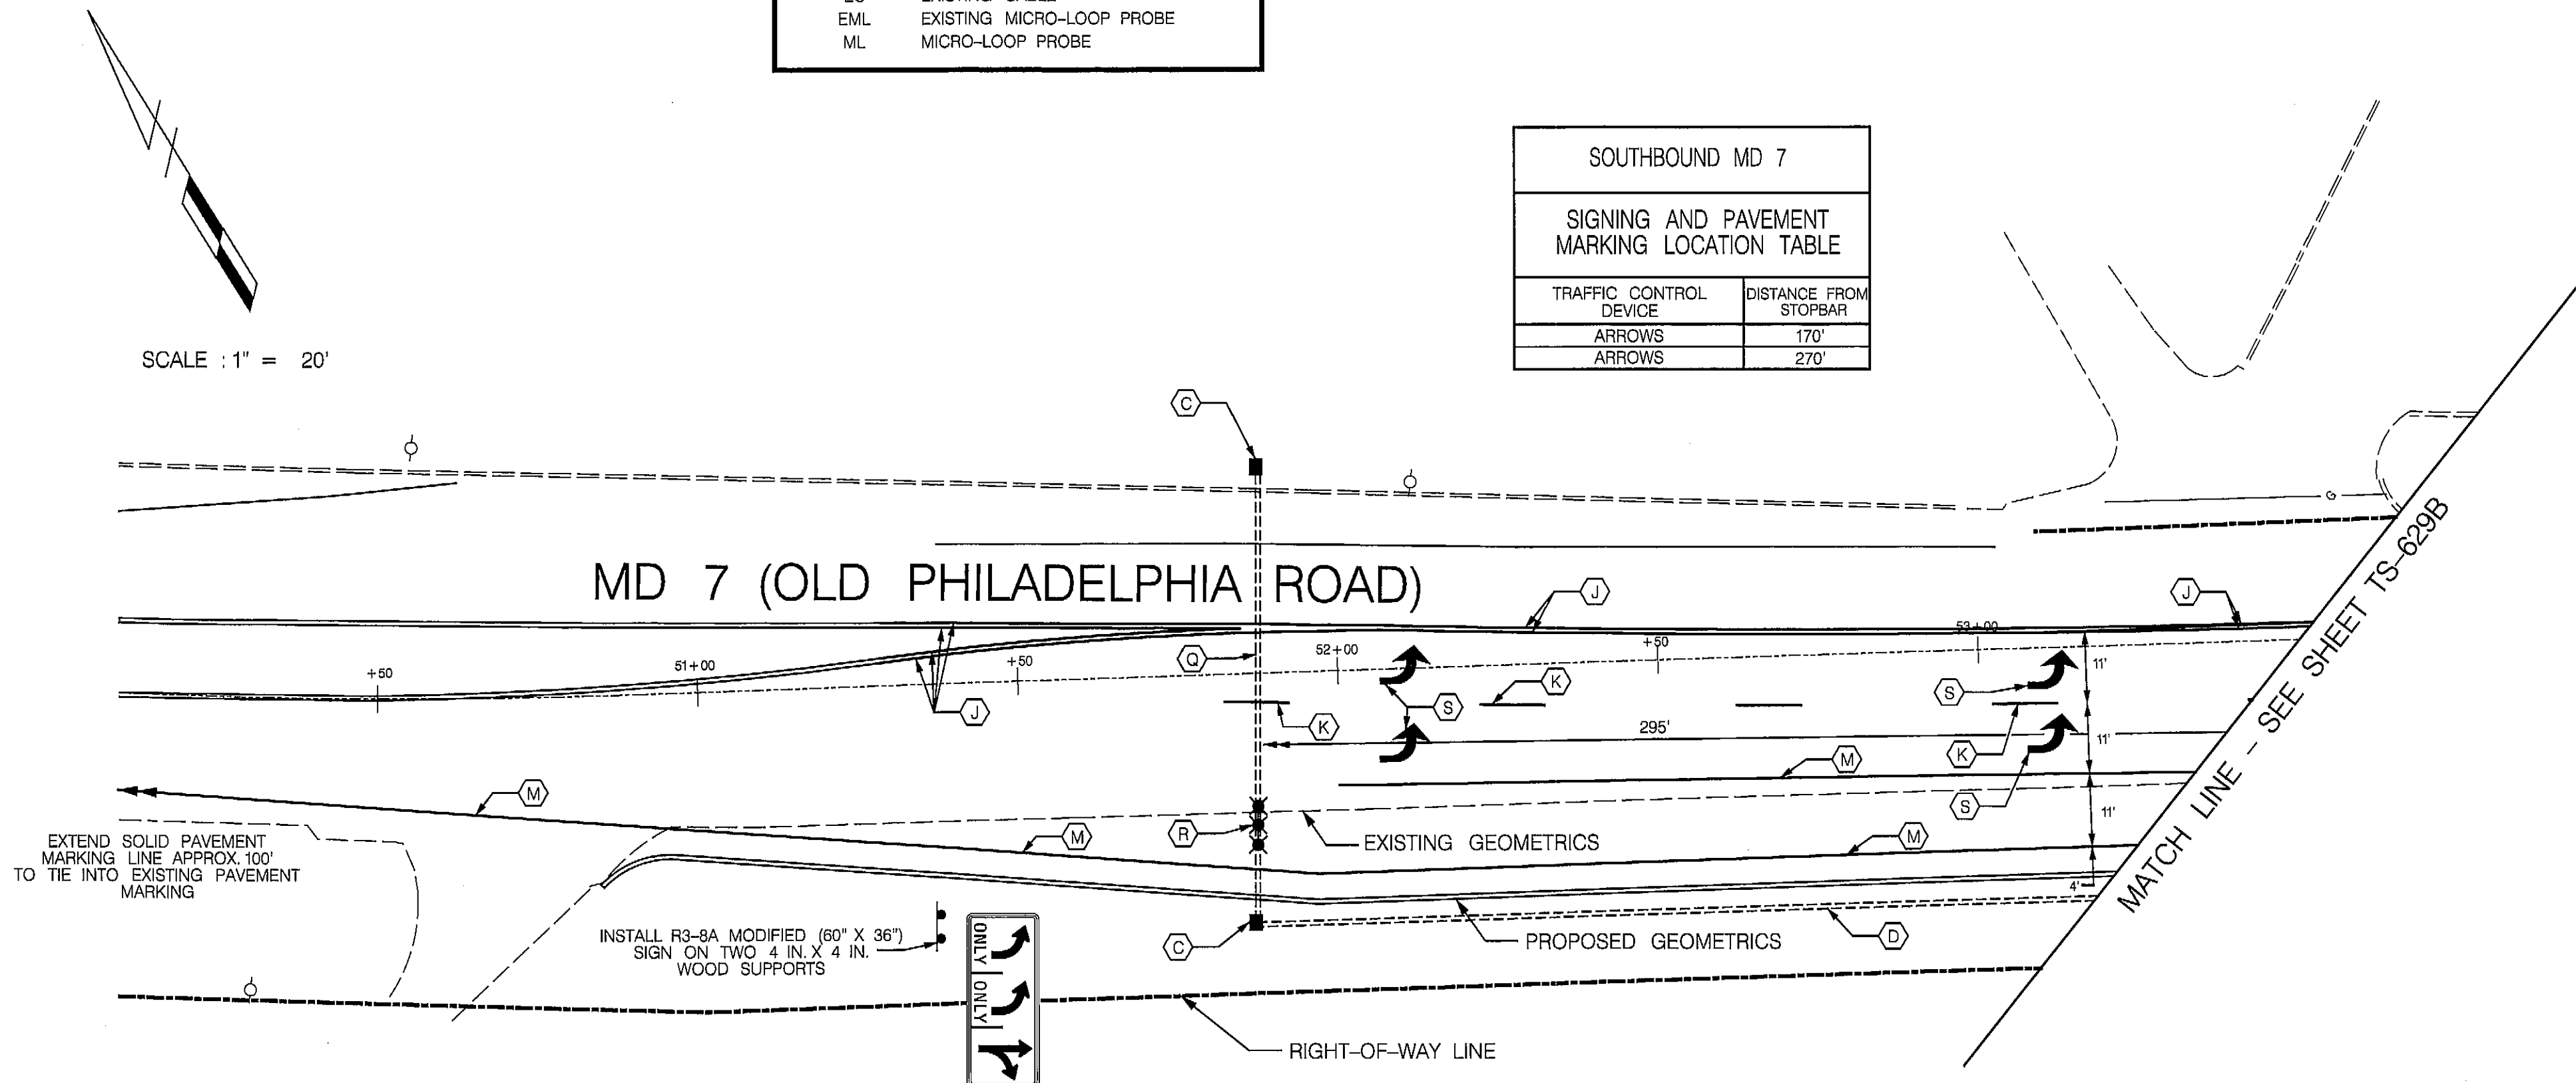 EML EXISTING MICRO-LOOP PROBE
ML MICRO-LOOP PROBE
SOUTHBOUND MD 7
SIGNING AND PAVEMENT
MARKING LOCATION TABLE
TRAFFIC CONTROL DEVICE DISTANCE FROM STOPBAR
ARROWS 170'
ARROWS 270'
SCALE : 1" = 20'
C
G
MD 7 (OLD PHILADELPHIA ROAD)
J
J
+50
51+00
+50
52+00
+50
53+00
Q
J
K
S
K
S
11'
K
S
11'
11'
4'
295'
M
M
M
M
R
EXISTING GEOMETRICS
EXTEND SOLID PAVEMENT
MARKING LINE APPROX. 100'
TO TIE INTO EXISTING PAVEMENT
MARKING
INSTALL R3-8A MODIFIED (60" X 36")
SIGN ON TWO 4 IN. X 4 IN.
WOOD SUPPORTS
ONLY
ONLY
C
PROPOSED GEOMETRICS
D
RIGHT-OF-WAY LINE
MATCH LINE - SEE SHEET TS-629B